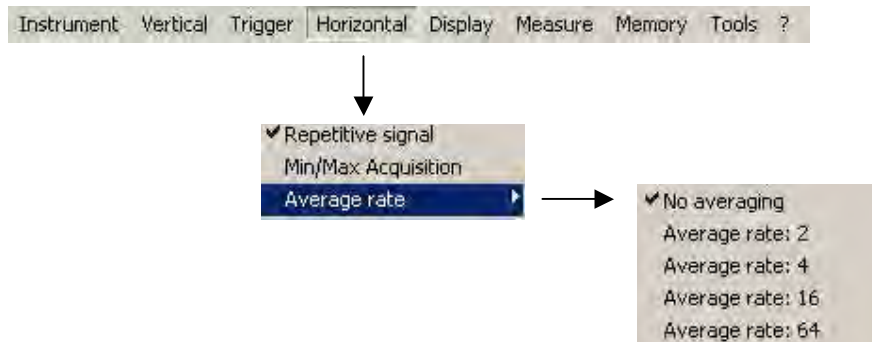 Instrument Vertical Trigger Horizontal Display Measure Memory Tools ?
Repetitive signal
Min/Max Acquisition
Average rate
No averaging
Average rate: 2
Average rate: 4
Average rate: 16
Average rate: 64